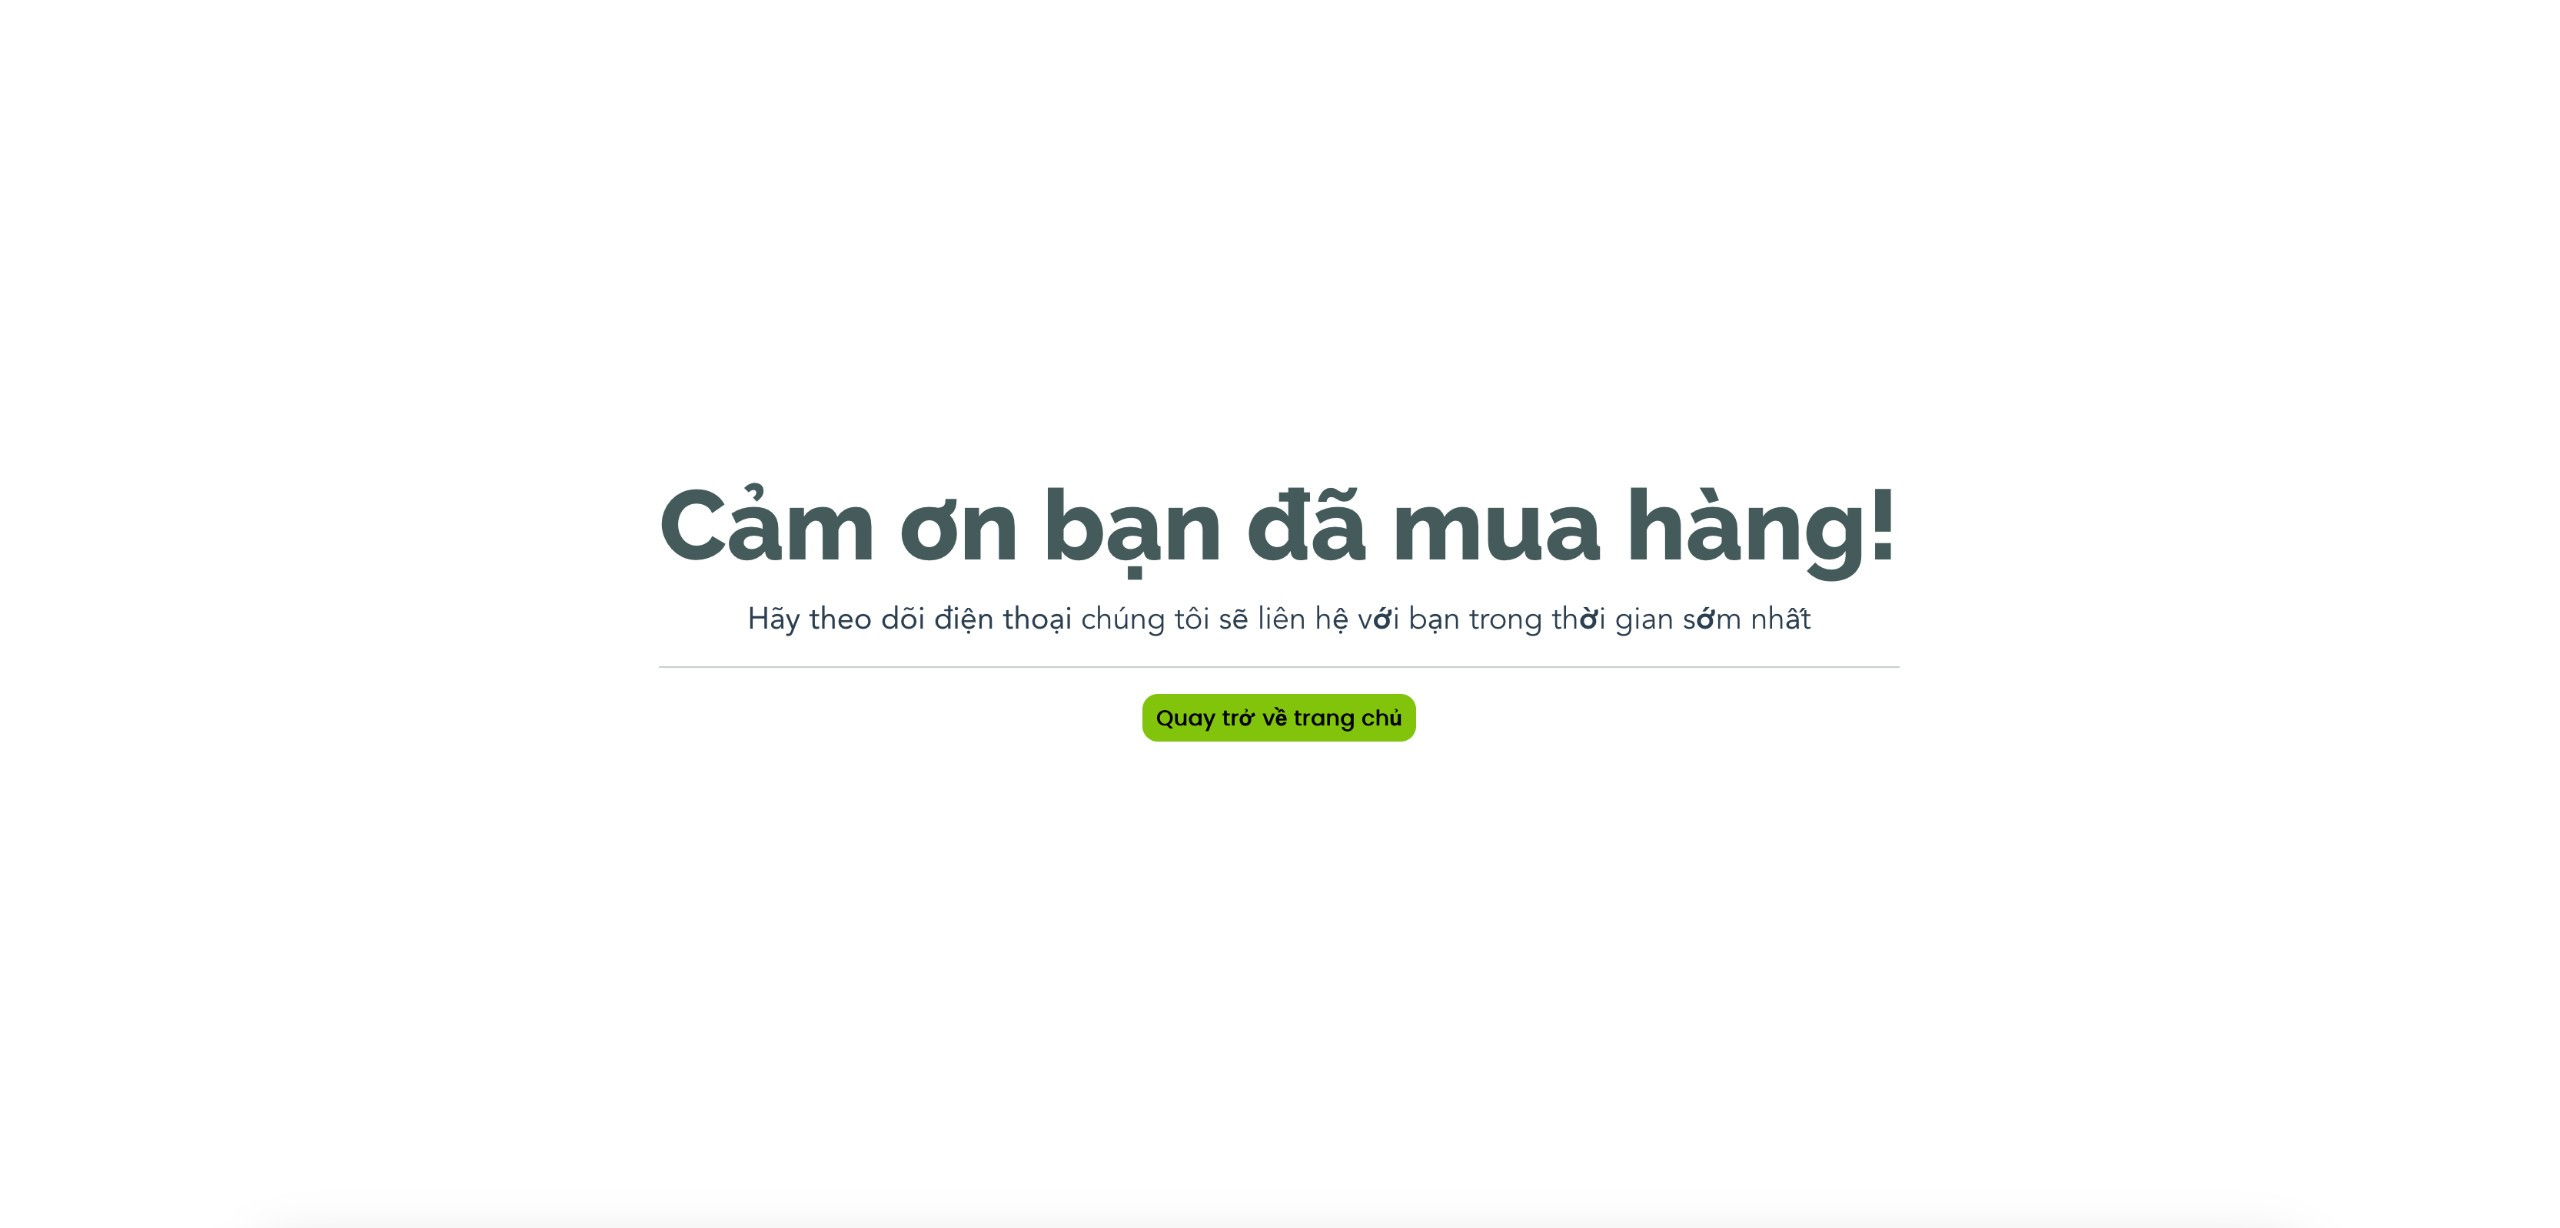 Cảm ơn bạn đã mua hàng!
Hãy theo dõi điện thoại chúng tôi sẽ liên hệ với bạn trong thời gian sớm nhất
Quay trở về trang chủ